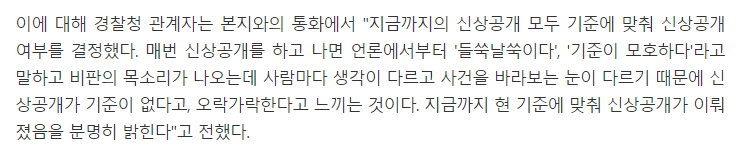 이에 대해 경찰청 관계자는 본지와의 통화에서 "지금까지의 신상공개 모두 기준에 맞춰 신상공개
여부를 결정했다. 매번 신상공개를 하고 나면 언론에서부터 '들쑥날쑥이다', '기준이 모호하다'라고
말하고 비판의 목소리가 나오는데 사람마다 생각이 다르고 사건을 바라보는 눈이 다르기 때문에 신
상공개가 기준이 없다고, 오락가락한다고 느끼는 것이다. 지금까지 현 기준에 맞춰 신상공개가 이뤄
졌음을 분명히 밝힌다"고 전했다.